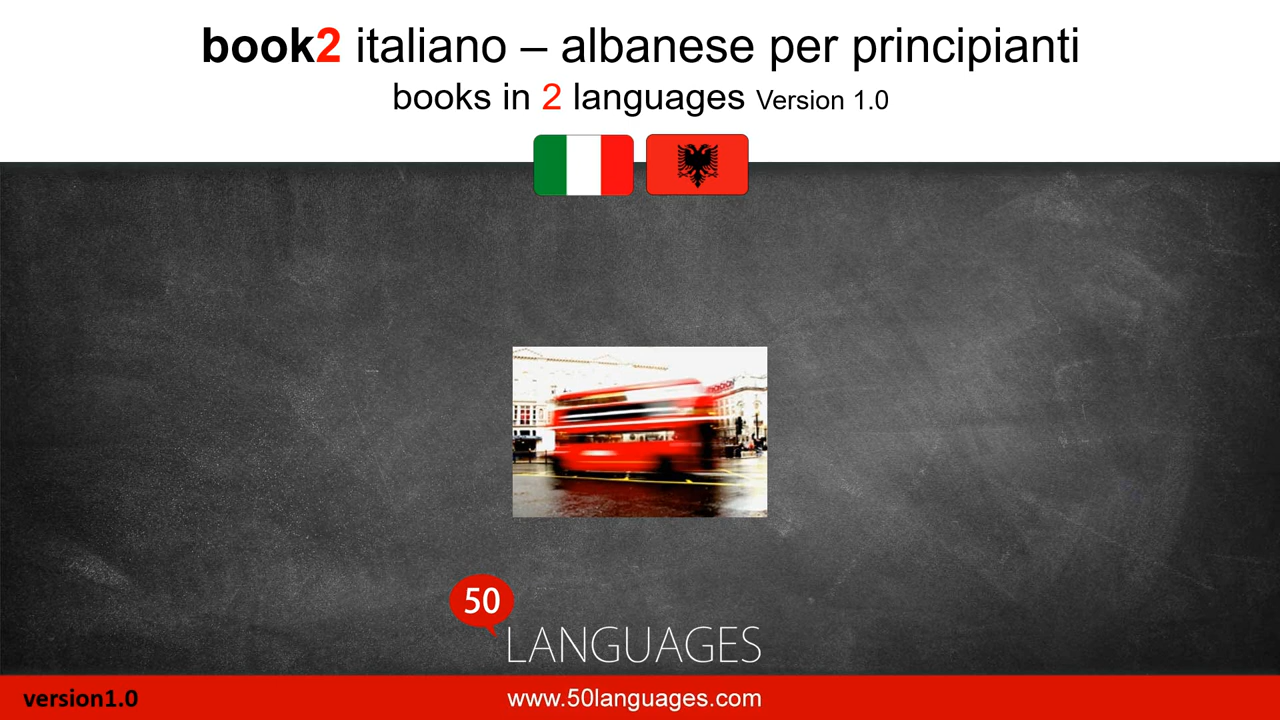 book2 italiano – albanese per principianti
books in 2 languages Version 1.0
50
LANGUAGES
version1.0
www.50languages.com